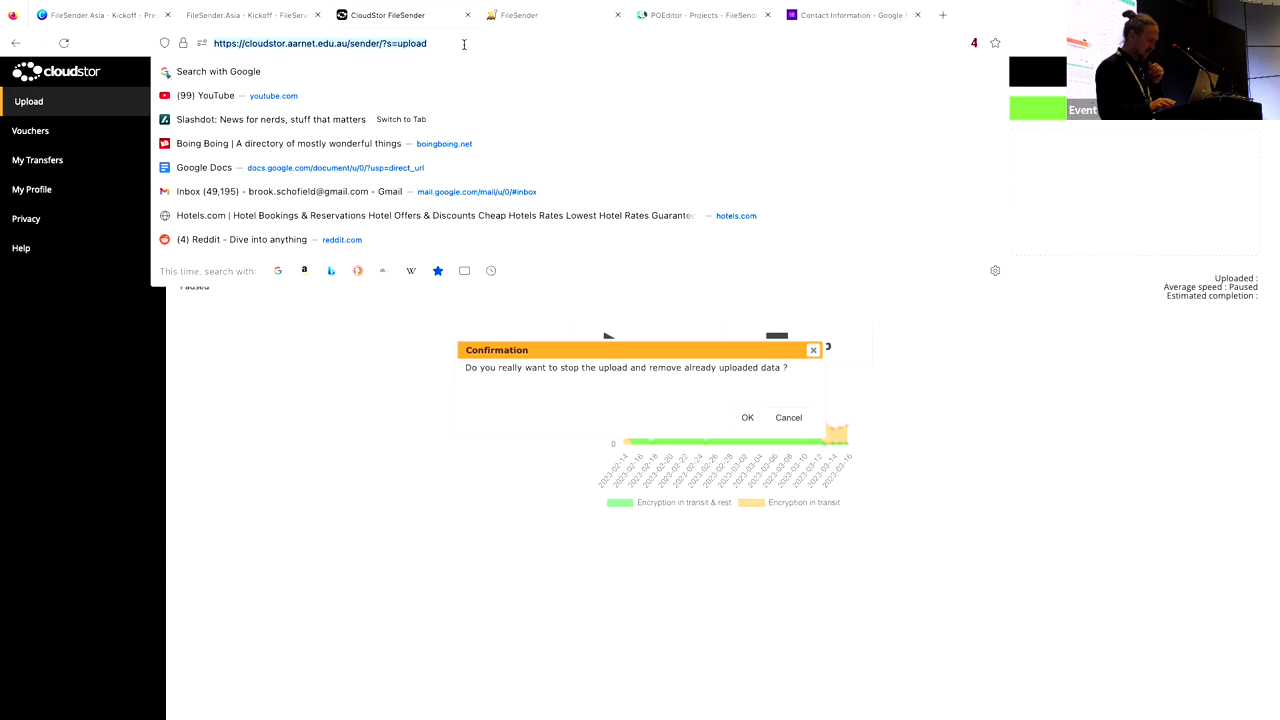 FileSender.Asia - Kickoff - Pre
FileSender.Asia - Kickoff - FileSen
CloudStor FileSender
FileSender
POEditor - Projects - FileSende
Contact Information - Google F
https://cloudstor.aarnet.edu.au/sender/?s=upload
4
cloudstor
Upload
Vouchers
My Transfers
My Profile
Privacy
Help
Search with Google
(99) YouTube — youtube.com
Slashdot: News for nerds, stuff that matters Switch to Tab
Boing Boing | A directory of mostly wonderful things — boingboing.net
Google Docs — docs.google.com/document/u/0/?usp=direct_url
Inbox (49,195) - brook.schofield@gmail.com - Gmail — mail.google.com/mail/u/0/#inbox
Hotels.com | Hotel Bookings & Reservations Hotel Offers & Discounts Cheap Hotels Rates Lowest Hotel Rates Guarante — hotels.com
(4) Reddit - Dive into anything — reddit.com
This time, search with:
Event
Paused
Uploaded :
Average speed : Paused
Estimated completion :
Confirmation
Do you really want to stop the upload and remove already uploaded data ?
OK
Cancel
0
2023-02-14
2023-02-16
2023-02-18
2023-02-20
2023-02-22
2023-02-24
2023-02-26
2023-02-28
2023-03-02
2023-03-04
2023-03-06
2023-03-08
2023-03-10
2023-03-12
2023-03-14
2023-03-16
Encryption in transit & rest
Encryption in transit